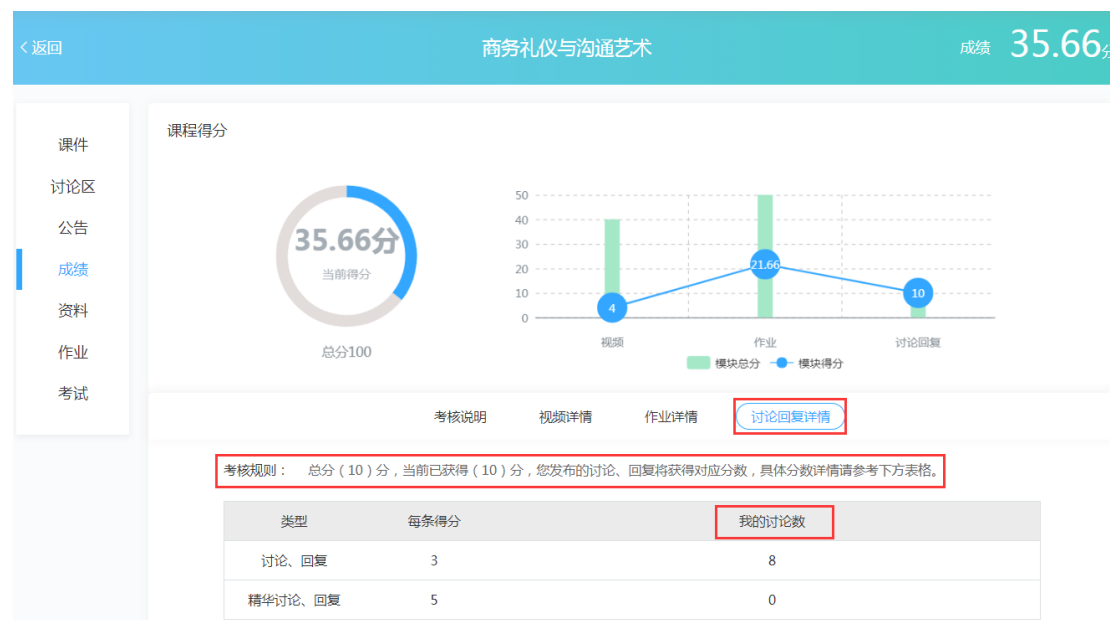 <返回
商务礼仪与沟通艺术
成绩 35.66分
课件
讨论区
公告
成绩
资料
作业
考试
课程得分
35.66分
当前得分
总分100
50
40
30
20
10
0
4
21.66
10
视频 作业 讨论回复
模块总分 模块得分
考核说明 视频详情 作业详情 讨论回复详情
考核规则： 总分（10）分，当前已获得（10）分，您发布的讨论、回复将获得对应分数，具体分数详情请参考下方表格。
类型 每条得分 我的讨论数
讨论、回复 3 8
精华讨论、回复 5 0